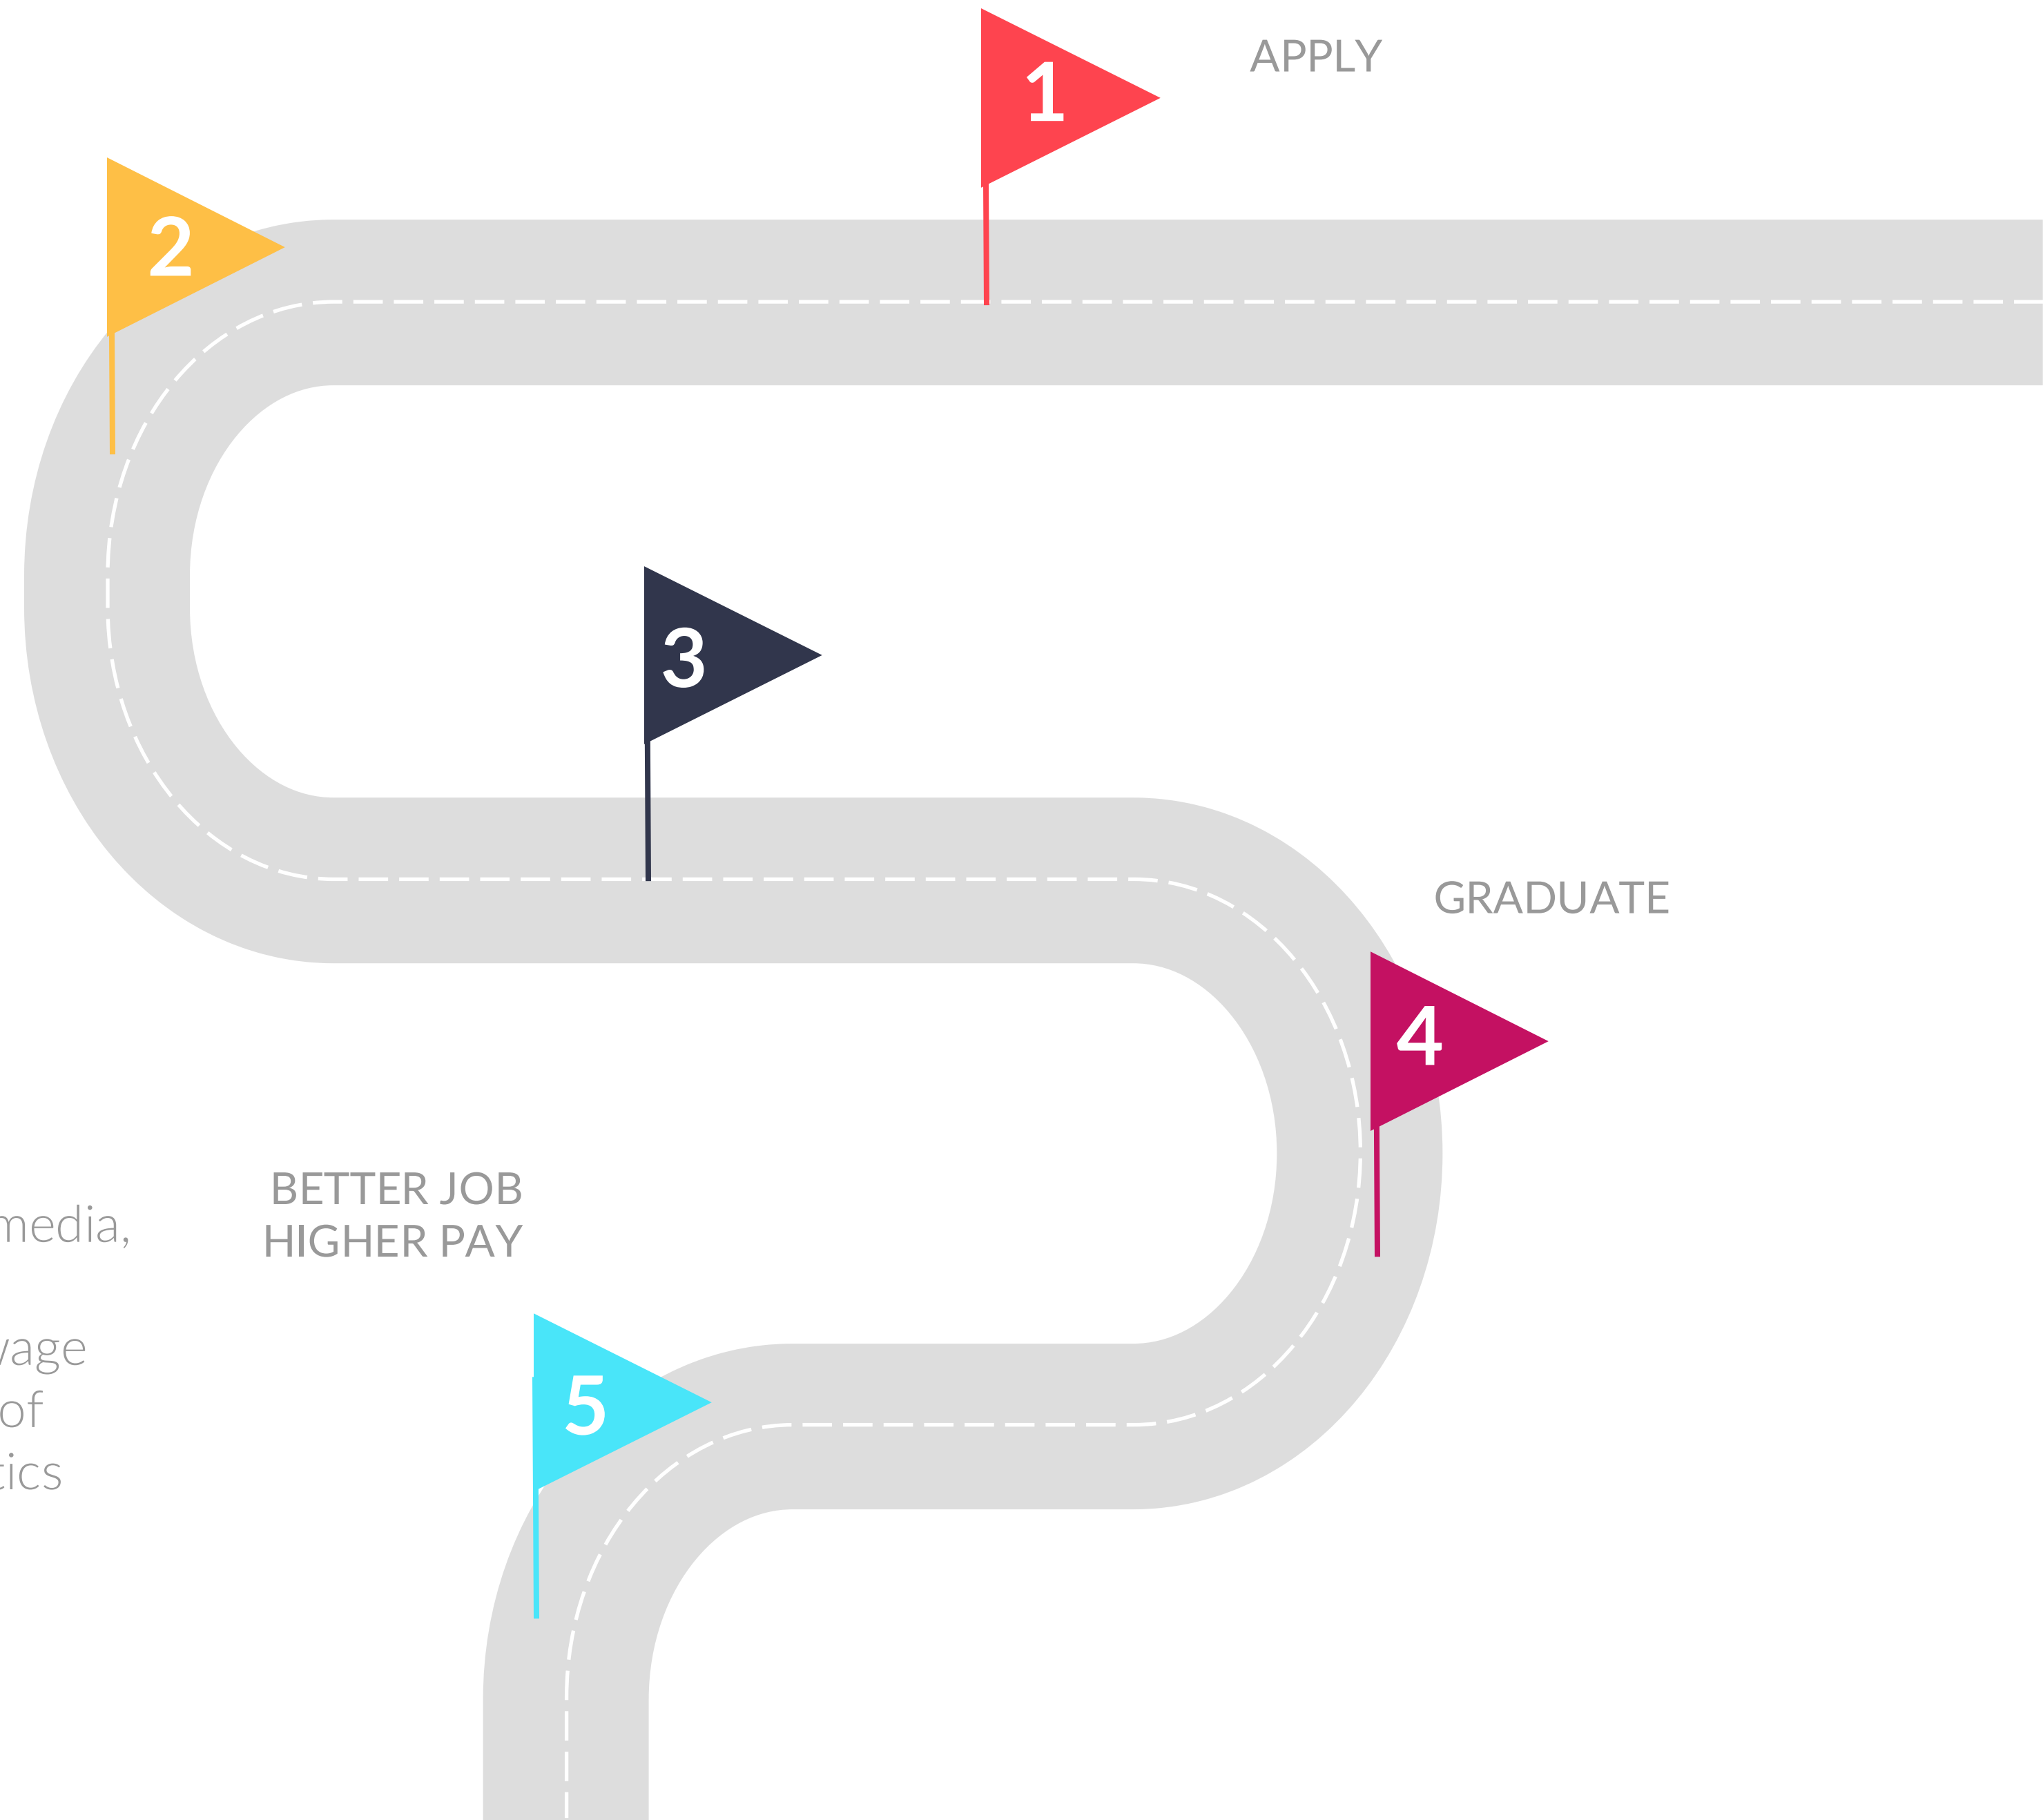 1
APPLY
2
3
GRADUATE
4
BETTER JOB
HIGHER PAY
media,
5
of